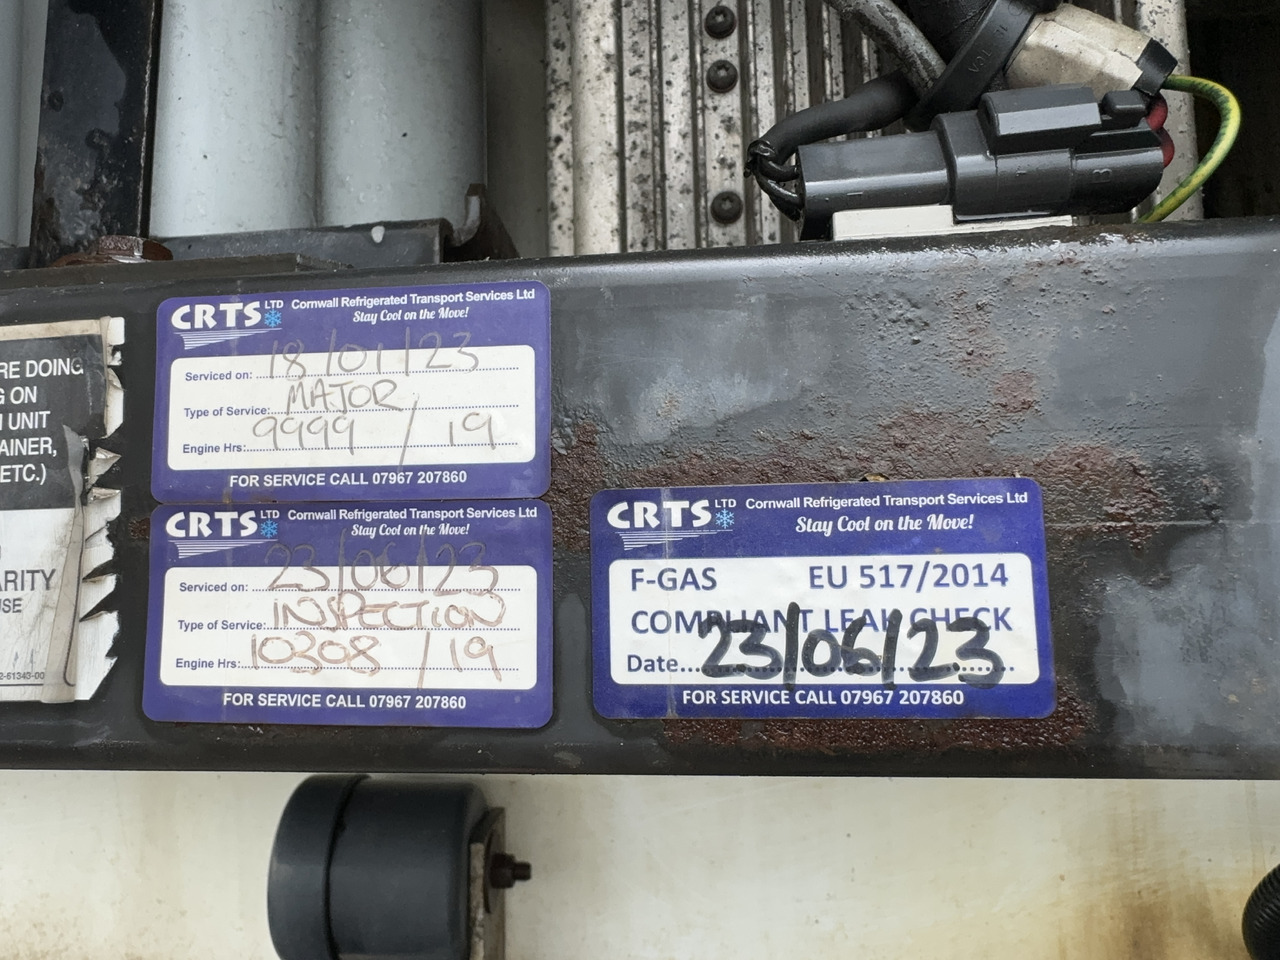 RE DOING
G ON
UNIT
AINER,
ETC.)
ARITY
USE
2-61343-00
CRTS LTD Cornwall Refrigerated Transport Services Ltd
Stay Cool on the Move!
Serviced on: 18/01/23
Type of Service: MAJOR
Engine Hrs: 9999 / 19
FOR SERVICE CALL 07967 207860
CRTS LTD Cornwall Refrigerated Transport Services Ltd
Stay Cool on the Move!
Serviced on: 23/06/23
Type of Service: INSPECTION
Engine Hrs: 10308 / 19
FOR SERVICE CALL 07967 207860
CRTS LTD Cornwall Refrigerated Transport Services Ltd
Stay Cool on the Move!
F-GAS EU 517/2014
COMPLIANT LEAK CHECK
Date 23/06/23
FOR SERVICE CALL 07967 207860